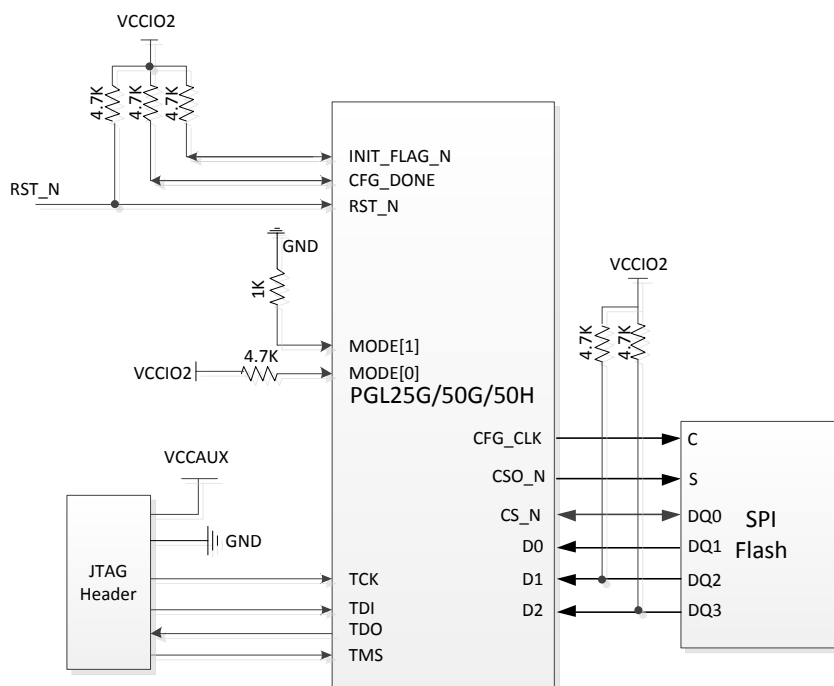 VCCIO2
4.7K
4.7K
4.7K
INIT_FLAG_N
CFG_DONE
RST_N
RST_N
GND
1K
MODE[1]
VCCIO2
4.7K
MODE[0]
PGL25G/50G/50H
VCCIO2
4.7K
4.7K
CFG_CLK
C
CSO_N
S
CS_N
DQ0
D0
DQ1
D1
DQ2
D2
DQ3
SPI
Flash
VCCAUX
GND
JTAG
Header
TCK
TDI
TDO
TMS